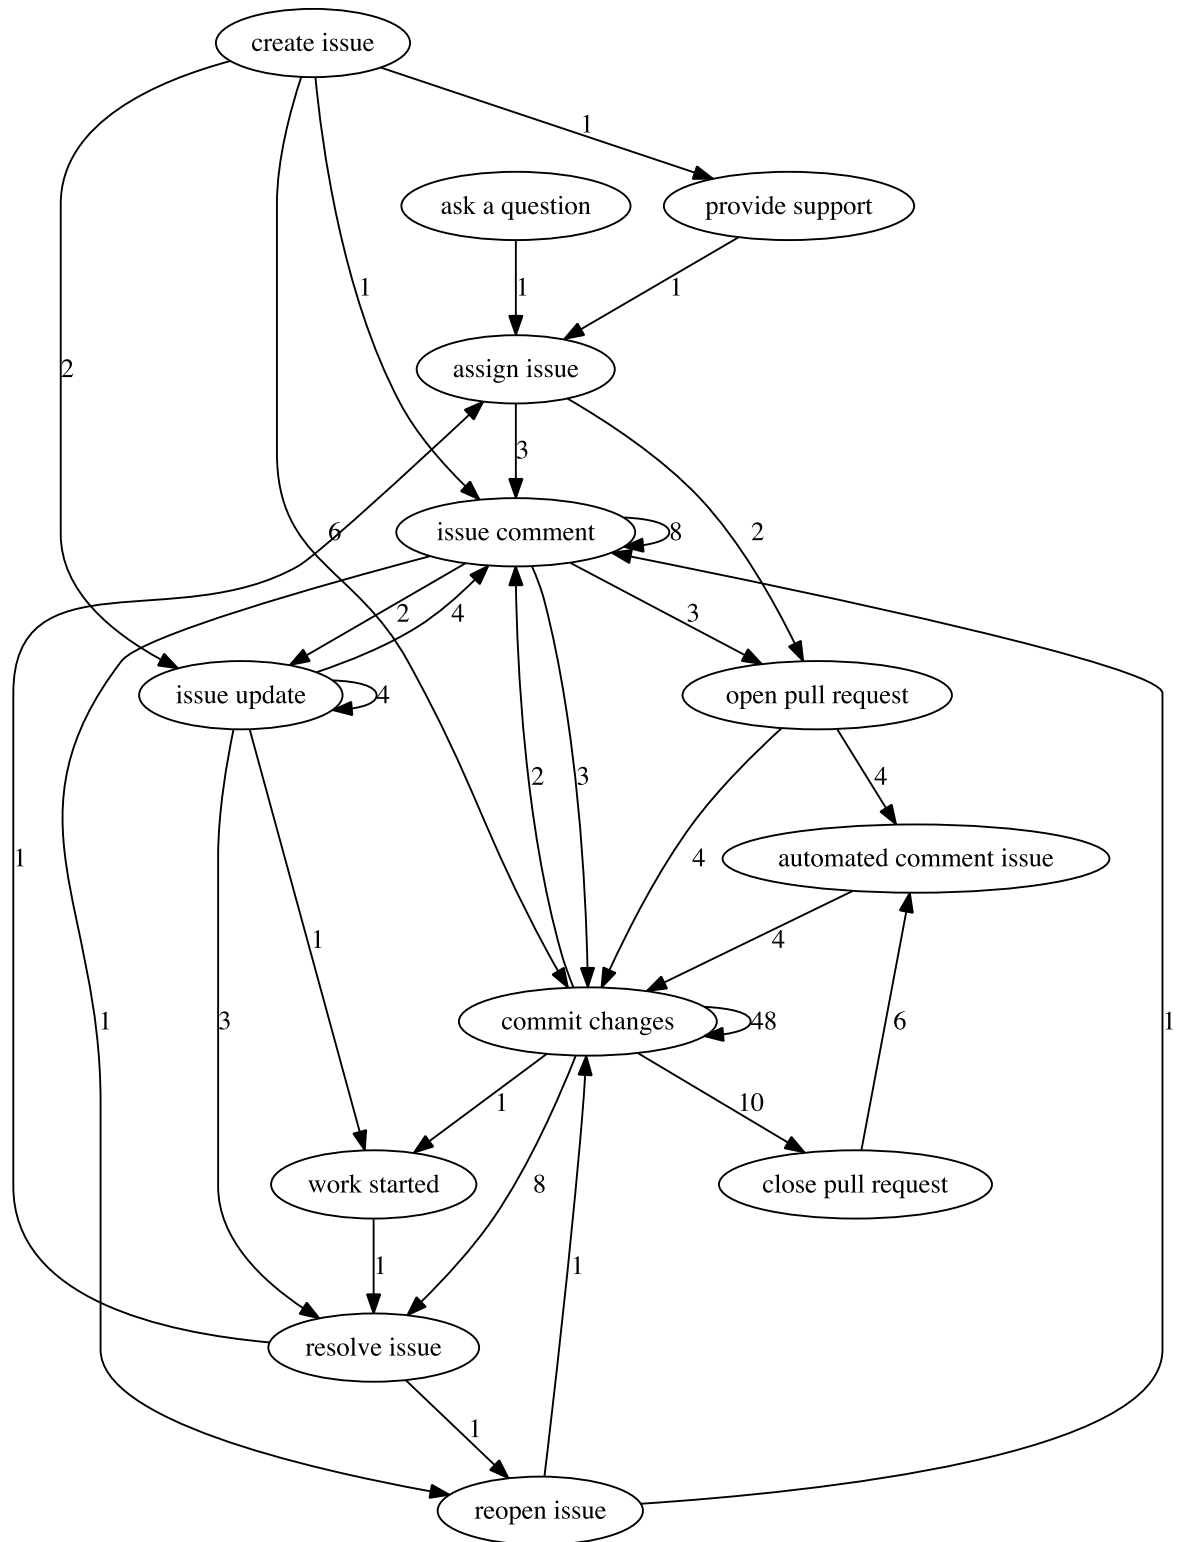 create issue
1
ask a question
provide support
1
1
1
2
assign issue
3
6
issue comment
8
2
2
4
3
issue update
4
open pull request
2
3
4
1
4
automated comment issue
1
3
4
1
commit changes
48
6
1
1
10
work started
8
close pull request
1
1
resolve issue
1
reopen issue